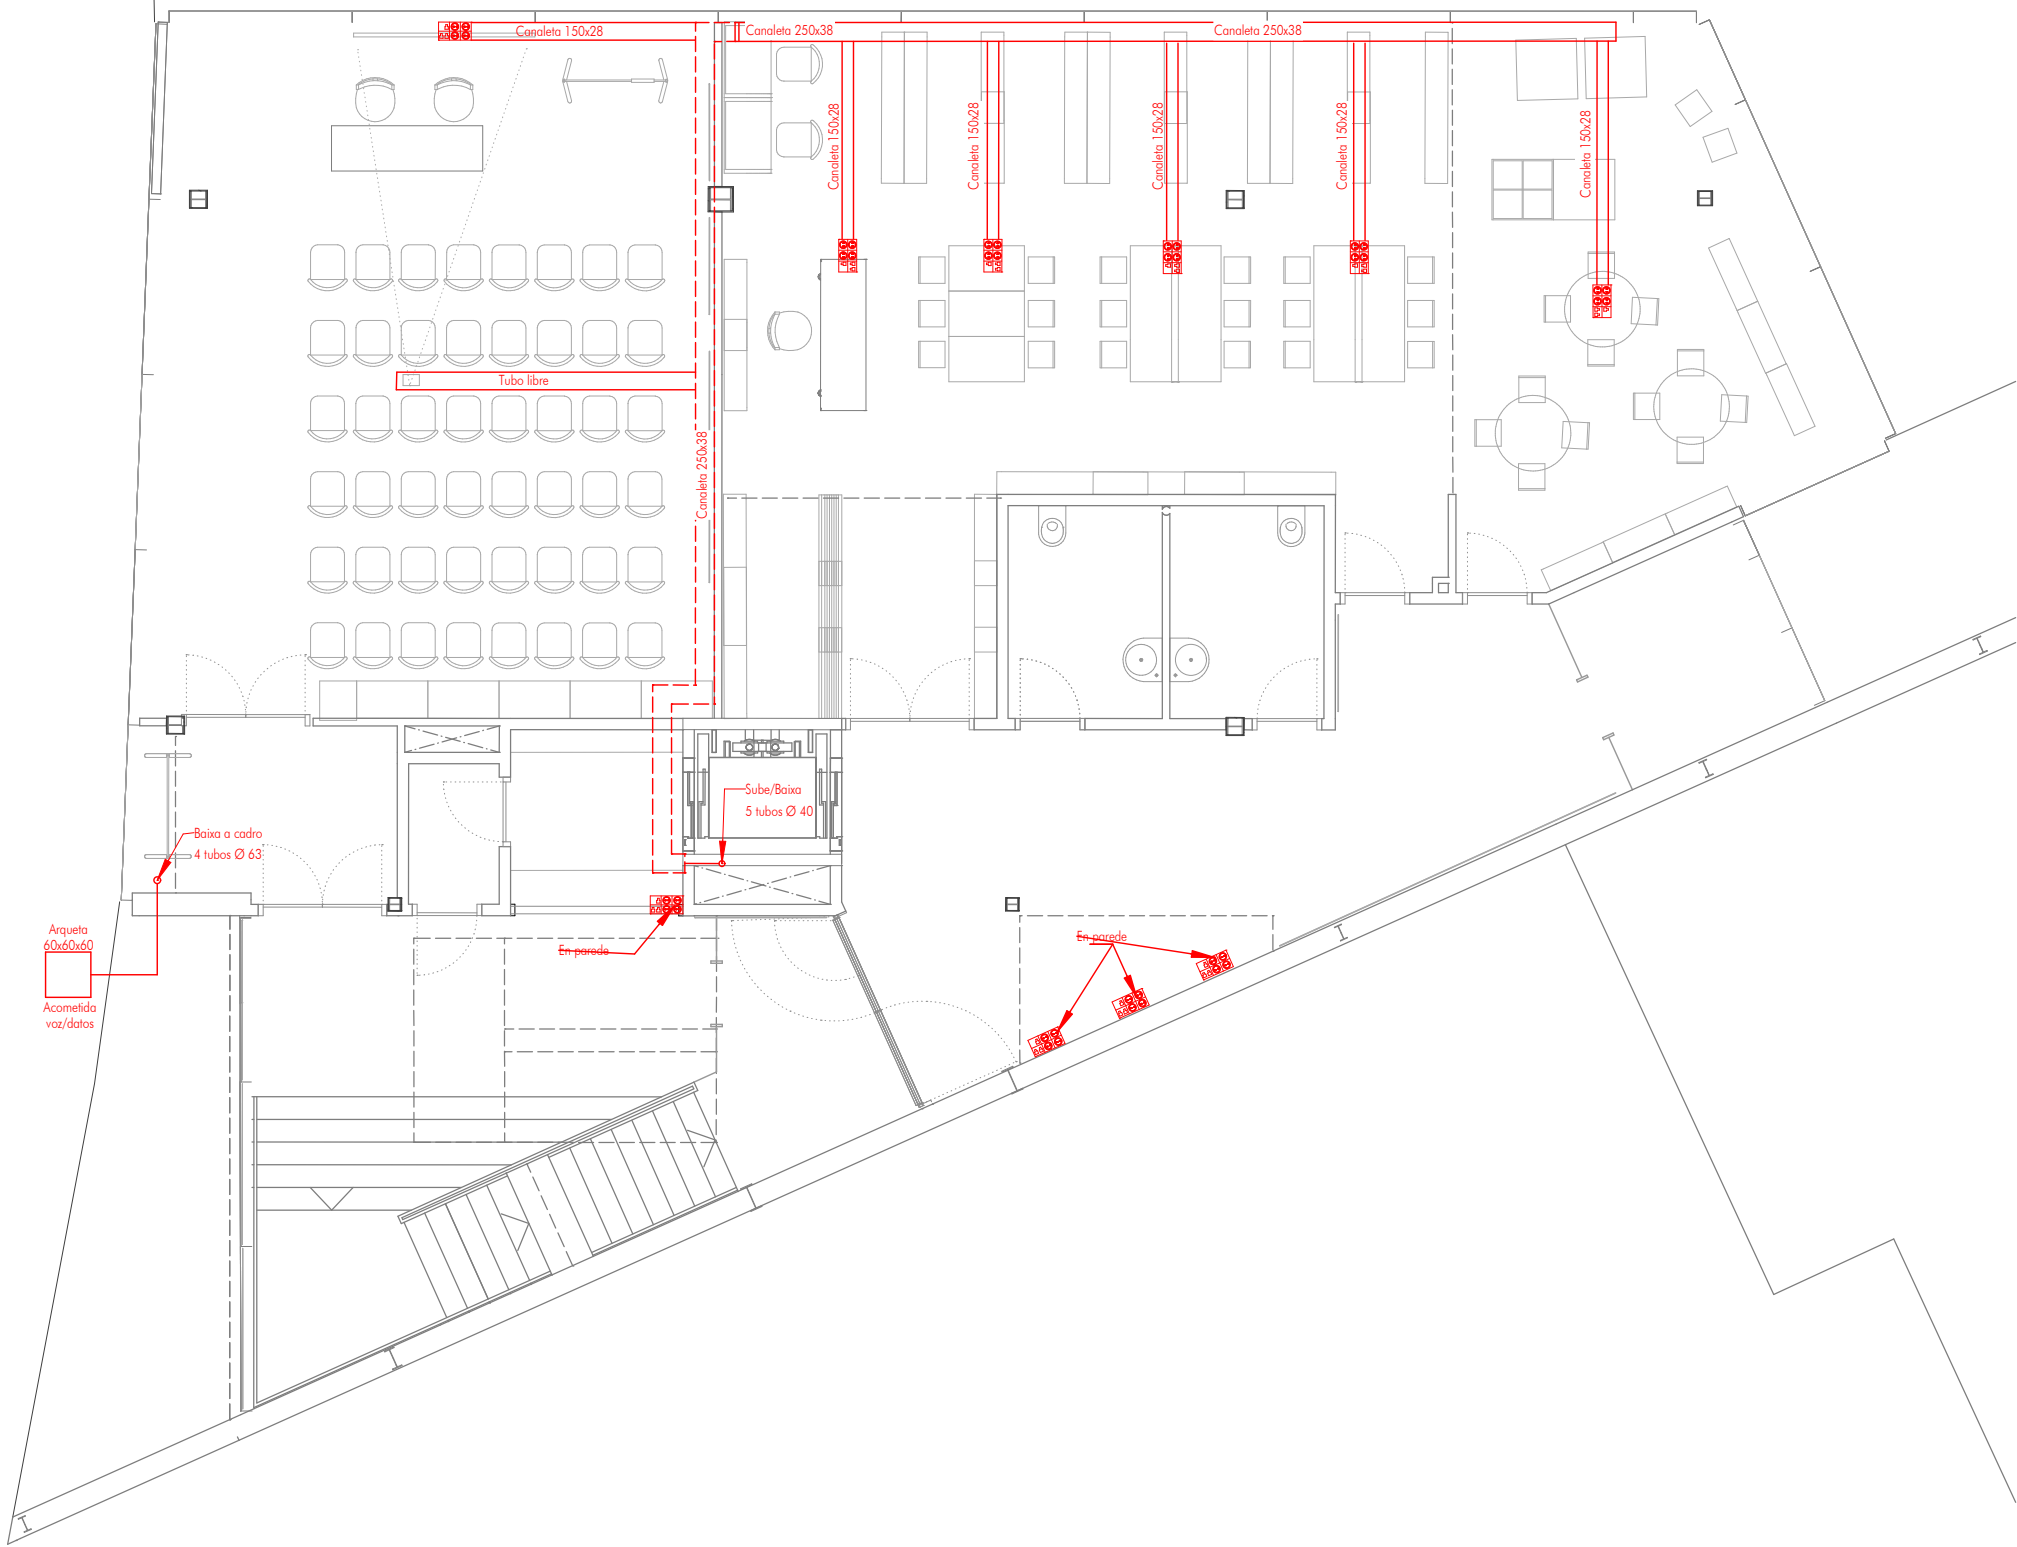 Canaleta 150x28
Canaleta 250x38
Canaleta 250x38
Canaleta 150x28
Canaleta 150x28
Canaleta 150x28
Canaleta 150x28
Canaleta 150x28
Tubo libre
Canaleta 250x38
Sube/Baixa
5 tubos Ø 40
Baixa a cadro
4 tubos Ø 63
Arqueta
60x60x60
Acometida
voz/datos
En parede
En parede